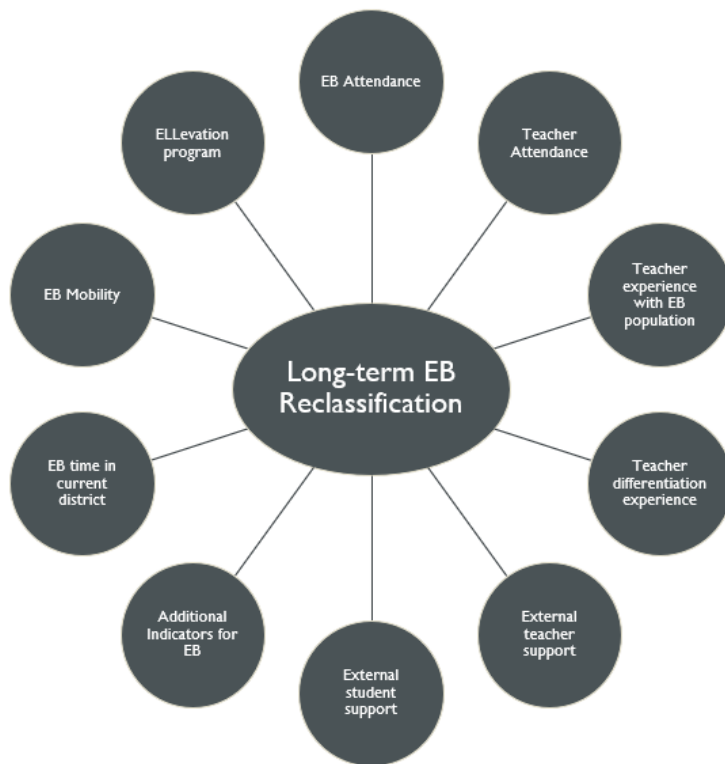 EB Attendance
ELLevation
program
Teacher
Attendance
EB Mobility
Teacher
experience
with EB
population
Long-term EB
Reclassification
EB time in
current
district
Teacher
differentiation
experience
Additional
Indicators for
EB
External
student
support
External
teacher
support